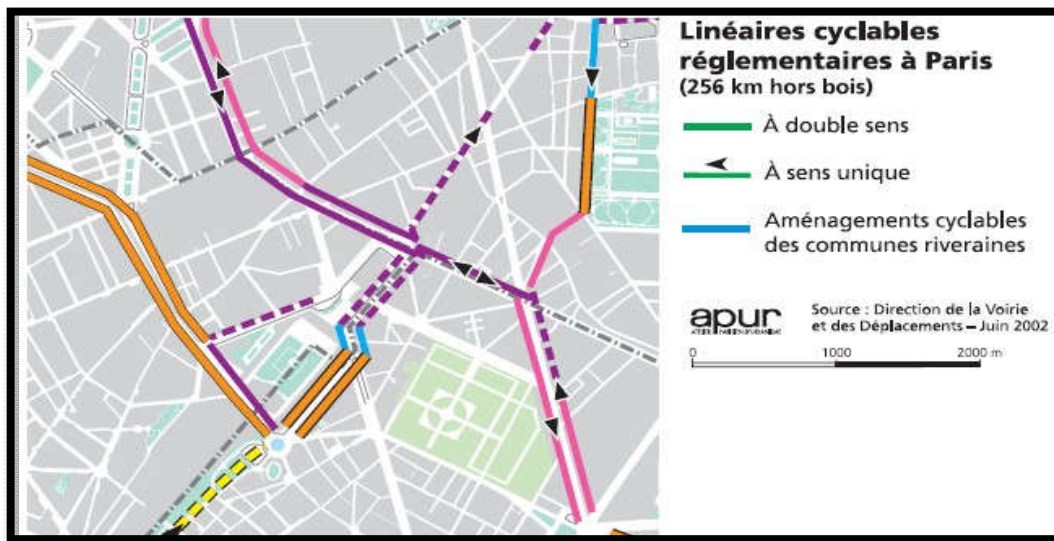 Linéaires cyclables
réglementaires à Paris
(256 km hors bois)
À double sens
À sens unique
Aménagements cyclables
des communes riveraines
apur
Source : Direction de la Voirie
et des Déplacements – Juin 2002
0 1000 2000 m